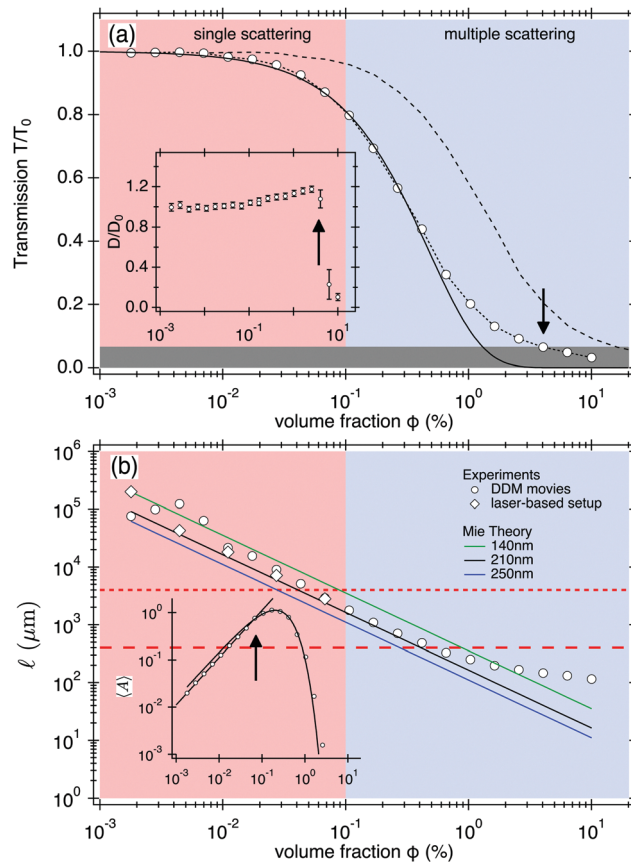 (a)
single scattering
multiple scattering
Transmission T/T₀
1.0
0.8
0.6
0.4
0.2
0.0
D/D₀
1.2
0.8
0.4
0.0
10⁻³
10⁻¹
10
10⁻³
10⁻²
10⁻¹
10⁰
10¹
volume fraction ϕ (%)
(b)
ℓ (μm)
10⁶
10⁵
10⁴
10³
10²
10¹
10⁰
Experiments
DDM movies
laser-based setup
Mie Theory
140nm
210nm
250nm
⟨A⟩
10⁰
10⁻¹
10⁻³
10⁻³
10⁻²
10⁻¹
10⁰
10¹
10⁻³
10⁻²
10⁻¹
10⁰
10¹
volume fraction ϕ (%)